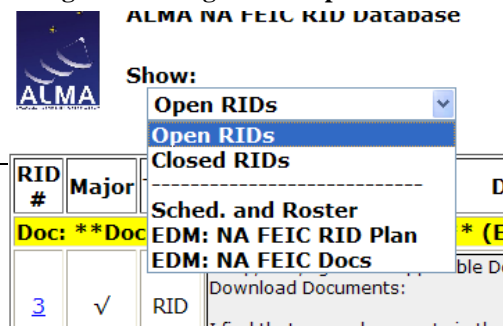 ALMA NA FEIC RID Database
ALMA
Show:
Open RIDs
Open RIDs
Closed RIDs
----------------------------
Sched. and Roster
EDM: NA FEIC RID Plan
EDM: NA FEIC Docs
RID # Major D
Doc: **Doc ** (E
3 √ RID ble D
Download Documents: